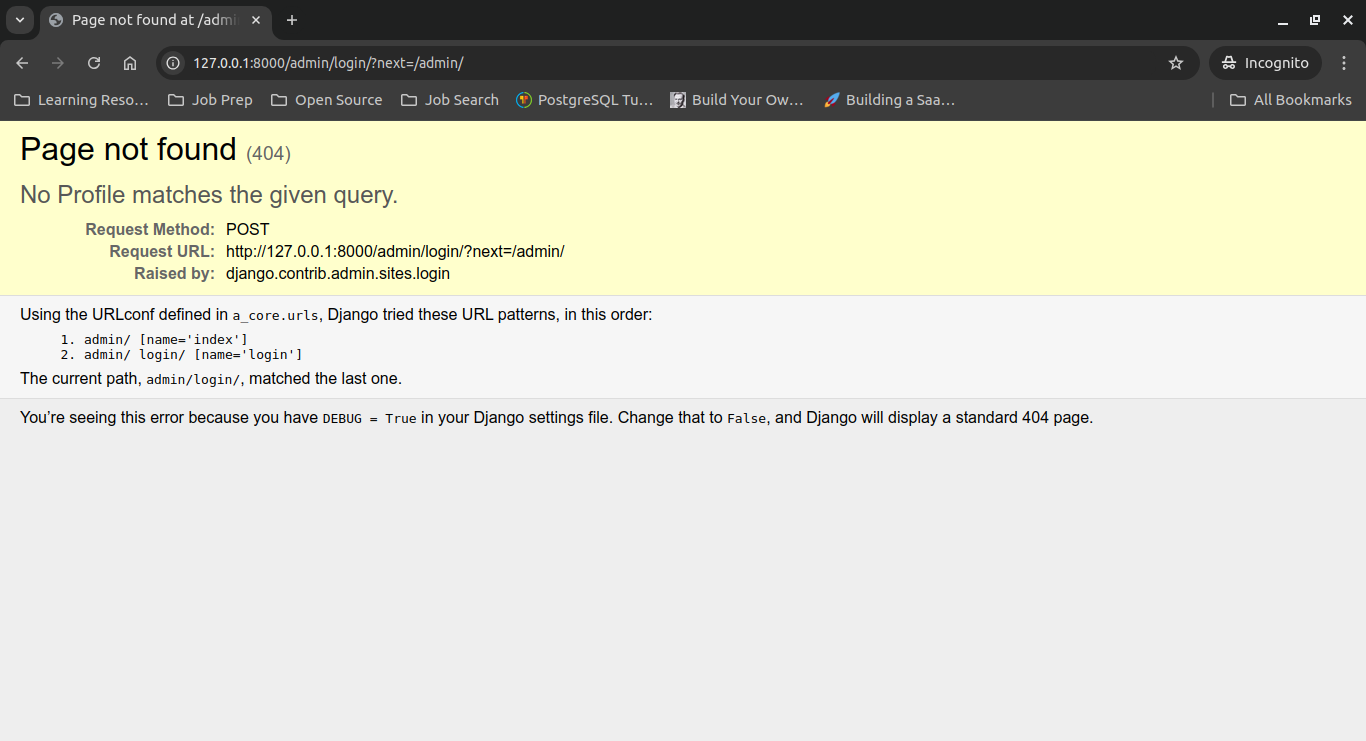 Page not found at /admi
127.0.0.1:8000/admin/login/?next=/admin/
Incognito
Learning Reso…
Job Prep
Open Source
Job Search
PostgreSQL Tu…
Build Your Ow…
Building a Saa…
All Bookmarks
Page not found (404)
No Profile matches the given query.
Request Method: POST
Request URL: http://127.0.0.1:8000/admin/login/?next=/admin/
Raised by: django.contrib.admin.sites.login
Using the URLconf defined in a_core.urls, Django tried these URL patterns, in this order:
1. admin/ [name='index']
2. admin/ login/ [name='login']
The current path, admin/login/, matched the last one.
You’re seeing this error because you have DEBUG = True in your Django settings file. Change that to False, and Django will display a standard 404 page.